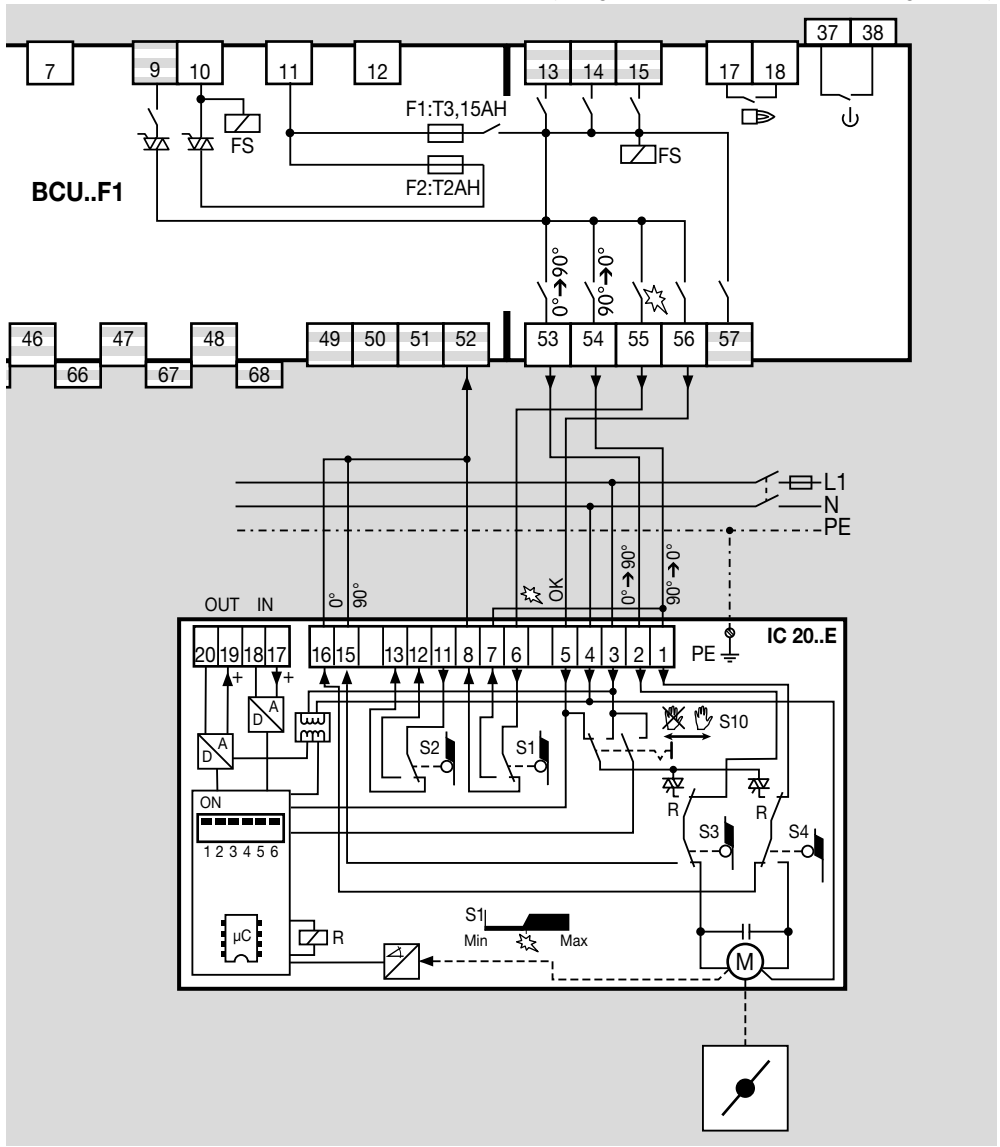 37 38
7 9 10 11 12 13 14 15 17 18
F1:T3,15AH
FS
FS
F2:T2AH
BCU..F1
0°➔90°
90°➔0°
46 47 48 49 50 51 52 53 54 55 56 57
66 67 68
L1
N
PE
0°
90°
OK
0°➔90°
90°➔0°
OUT IN
IC 20..E
20 19 18 17 16 15 13 12 11 8 7 6 5 4 3 2 1
PE
+ +
A
D
A
D
S2
S1
S10
ON
R
R
1 2 3 4 5 6
S3
S4
S1
µC
R
Min
Max
M